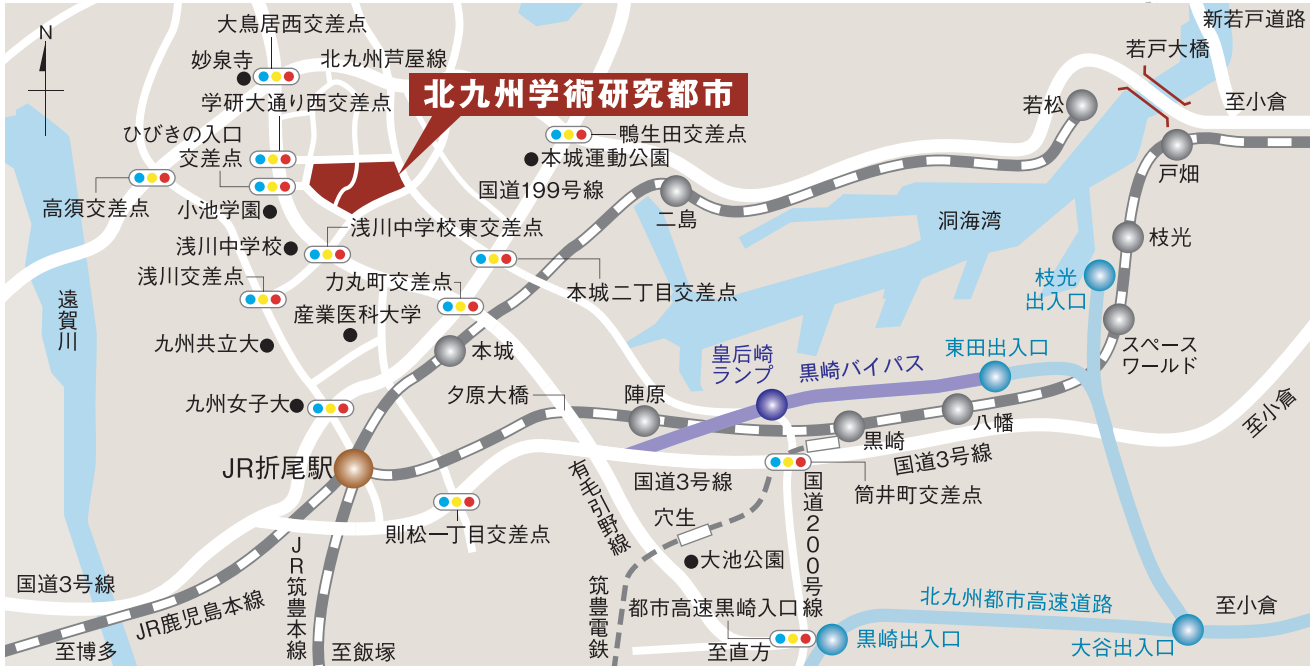 大鳥居西交差点
新若戸道路
N
妙泉寺
北九州芦屋線
若戸大橋
学研大通り西交差点
北九州学術研究都市
若松
至小倉
ひびきの入口
交差点
鴨生田交差点
本城運動公園
戸畑
高須交差点
小池学園
国道199号線
二島
洞海湾
浅川中学校東交差点
浅川中学校
枝光
浅川交差点
力丸町交差点
本城二丁目交差点
枝光
出入口
遠賀川
産業医科大学
九州共立大
本城
皇后崎
ランプ
黒崎バイパス
東田出入口
スペース
ワールド
九州女子大
夕原大橋
陣原
黒崎
八幡
至小倉
JR折尾駅
有毛引野線
国道3号線
国道200号線
国道3号線
筒井町交差点
則松一丁目交差点
穴生
大池公園
国道3号線
JR鹿児島本線
JR筑豊本線
筑豊電鉄
都市高速黒崎入口
北九州都市高速道路
至小倉
至博多
至飯塚
至直方
黒崎出入口
大谷出入口